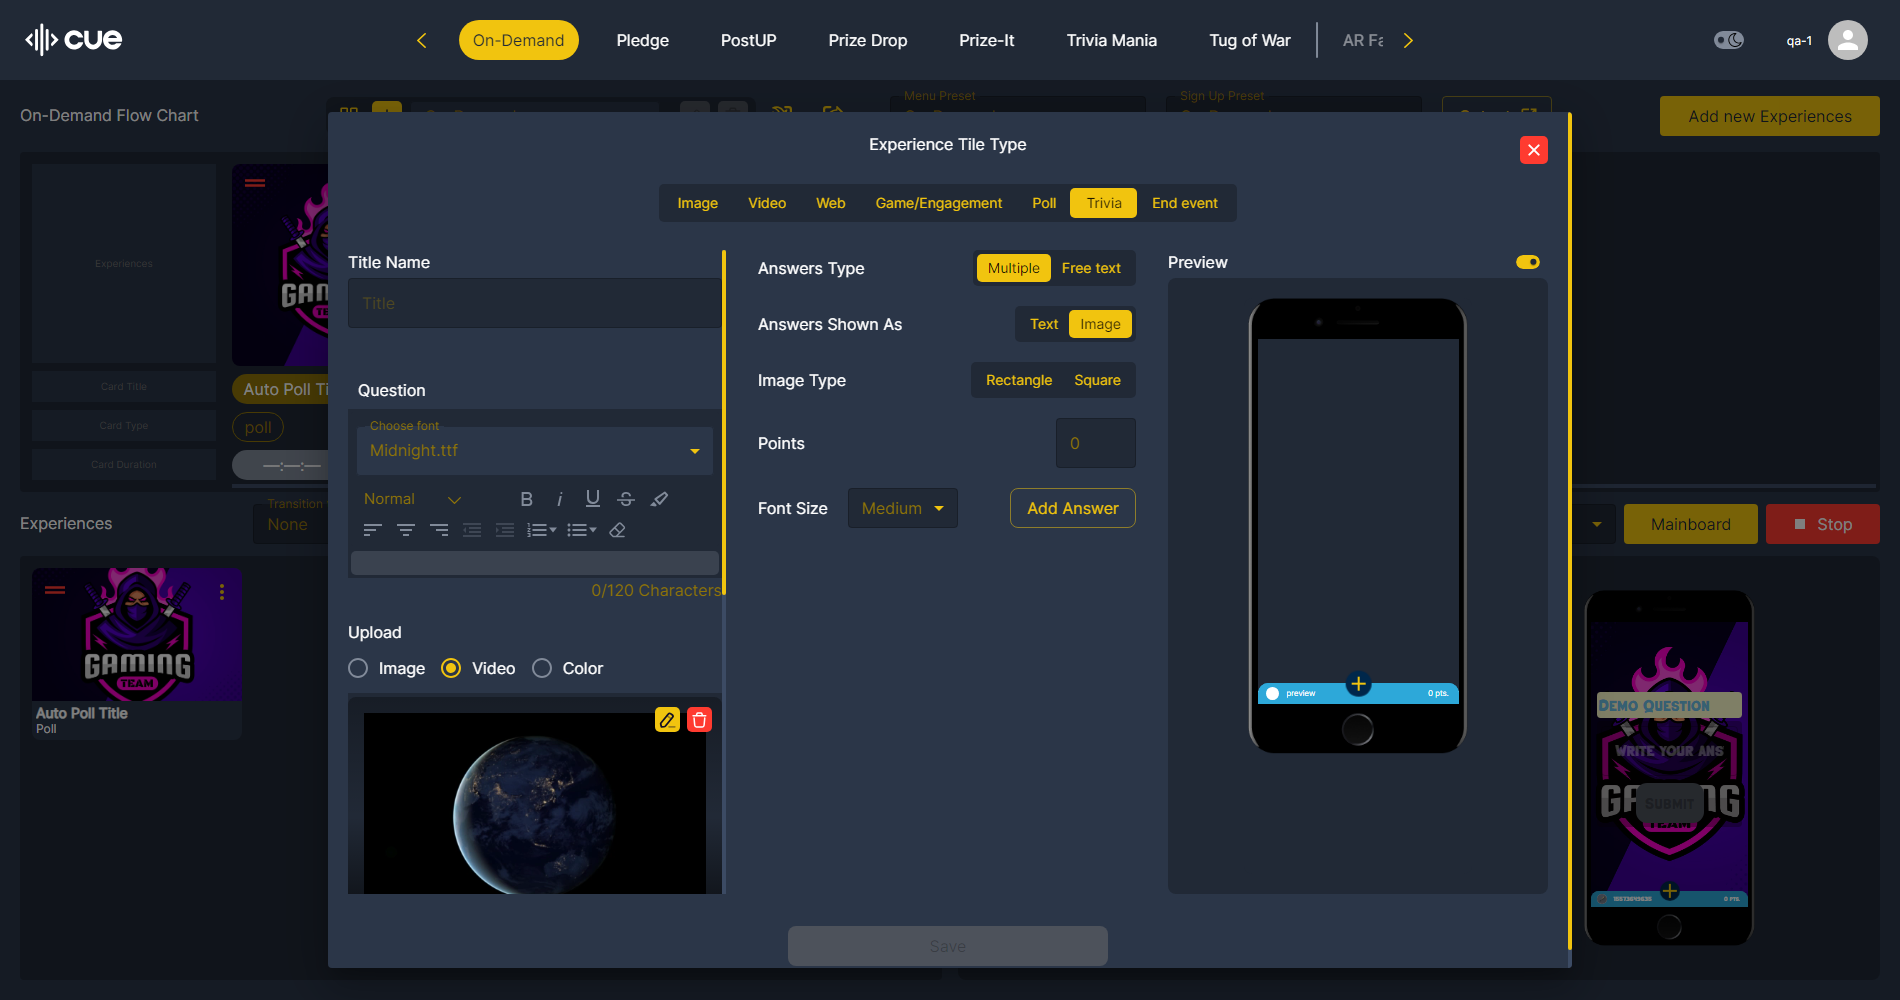 cue
On-Demand
Pledge
PostUP
Prize Drop
Prize-It
Trivia Mania
Tug of War
AR Fa
qa-1
On-Demand Flow Chart
Menu Preset
Sign Up Preset
Add new Experiences
Experience Tile Type
Image
Video
Web
Game/Engagement
Poll
Trivia
End event
Experiences
Card Title
Card Type
Card Duration
Auto Poll Ti
poll
—:—:—
Title Name
Title
Question
Choose font
Midnight.ttf
Normal
0/120 Characters
Upload
Image
Video
Color
Answers Type
Multiple
Free text
Answers Shown As
Text
Image
Image Type
Rectangle
Square
Points
0
Font Size
Medium
Add Answer
Preview
preview
0 pts.
Save
Experiences
Transition
None
Mainboard
Stop
GAMING
TEAM
Auto Poll Title
Poll
Demo Question
Write your ans
Submit
TEAM
0 pts.